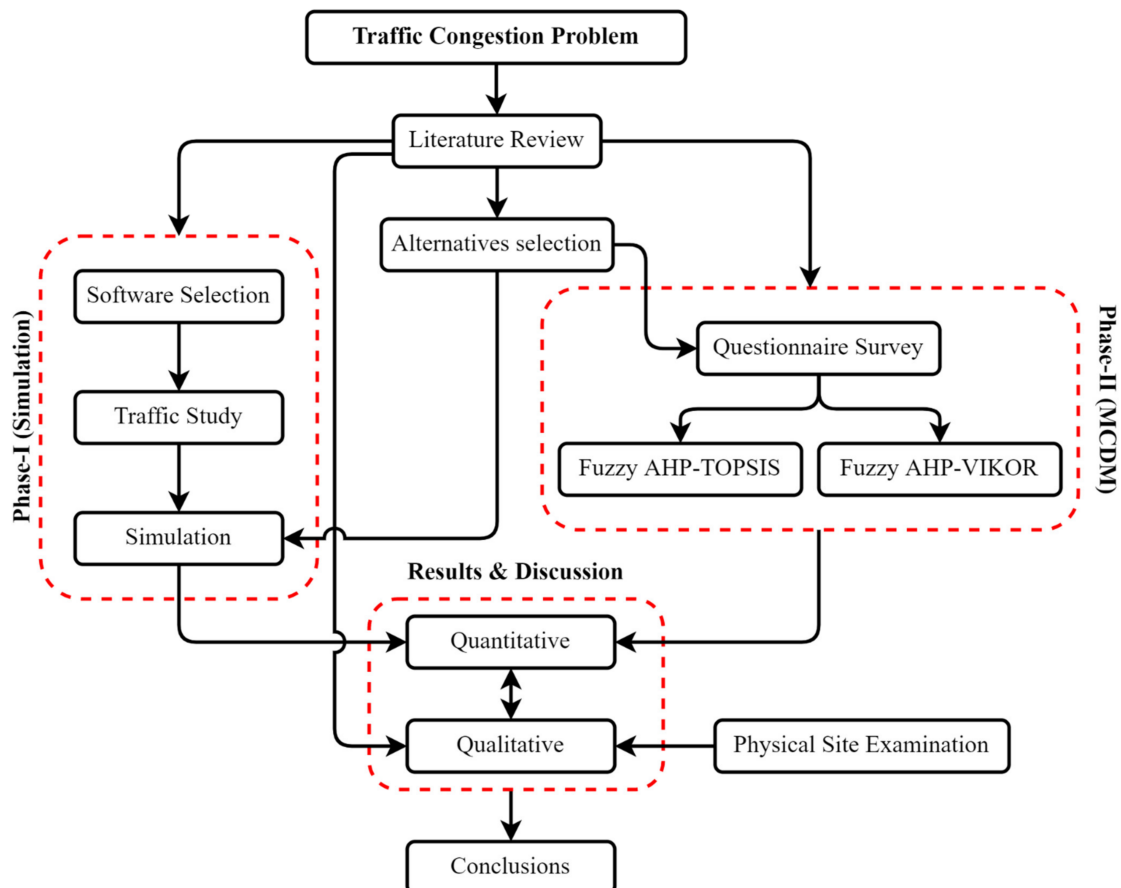 Traffic Congestion Problem
Literature Review
Alternatives selection
Phase-I (Simulation)
Software Selection
Traffic Study
Simulation
Phase-II (MCDM)
Questionnaire Survey
Fuzzy AHP-TOPSIS
Fuzzy AHP-VIKOR
Results & Discussion
Quantitative
Qualitative
Physical Site Examination
Conclusions